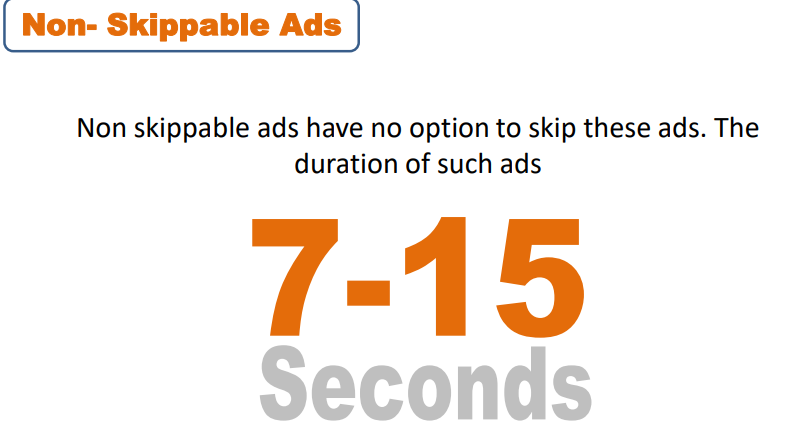 Non- Skippable Ads
Non skippable ads have no option to skip these ads. The
duration of such ads
7-15
Seconds